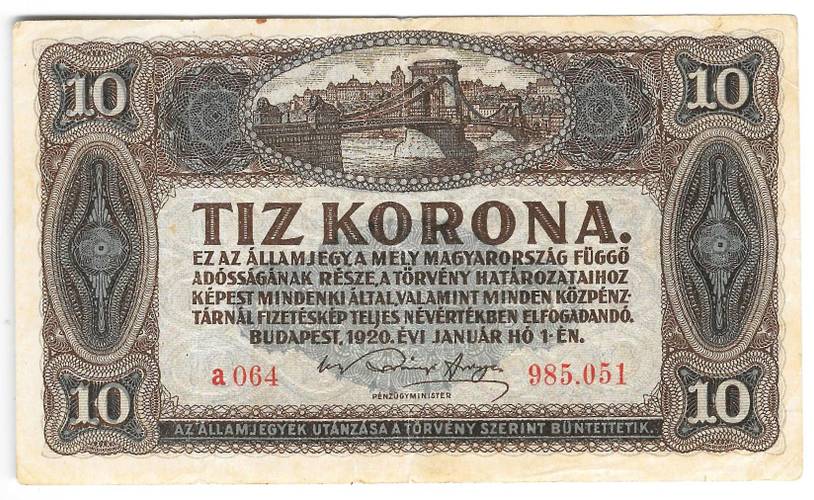 10 10
TIZ KORONA.
EZ AZ ÁLLAMJEGY, A MELY MAGYARORSZÁG FÜGGŐ
ADÓSSÁGÁNAK RÉSZE, A TÖRVÉNY HATÁROZATAIHOZ
KÉPEST MINDENKI ÁLTAL, VALAMINT MINDEN KÖZPÉNZ-
TÁRNÁL FIZETÉSKÉP TELJES NÉVÉRTÉKBEN ELFOGADANDÓ.
BUDAPEST, 1920. ÉVI JANUÁR HÓ 1-ÉN.
a 064 985.051
PÉNZÜGYMINISTER
10 10
AZ ÁLLAMJEGYEK UTÁNZÁSA A TÖRVÉNY SZERINT BÜNTETTETIK.